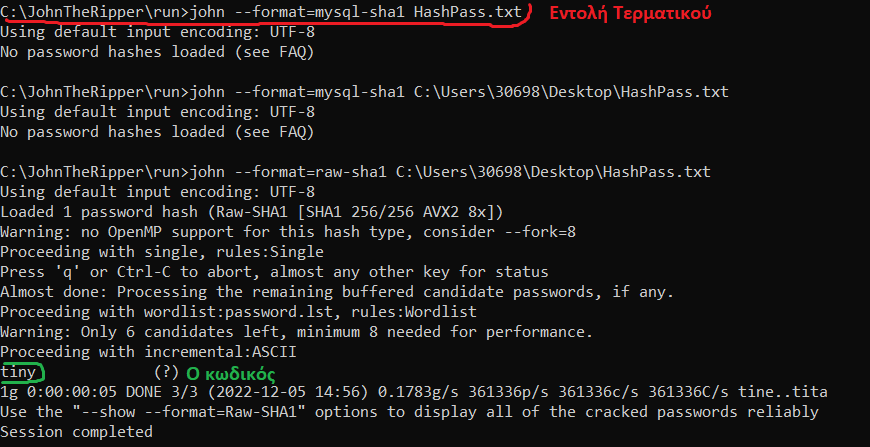 C:\JohnTheRipper\run>john --format=mysql-sha1 HashPass.txt Εντολή Τερματικού
Using default input encoding: UTF-8
No password hashes loaded (see FAQ)
C:\JohnTheRipper\run>john --format=mysql-sha1 C:\Users\30698\Desktop\HashPass.txt
Using default input encoding: UTF-8
No password hashes loaded (see FAQ)
C:\JohnTheRipper\run>john --format=raw-sha1 C:\Users\30698\Desktop\HashPass.txt
Using default input encoding: UTF-8
Loaded 1 password hash (Raw-SHA1 [SHA1 256/256 AVX2 8x])
Warning: no OpenMP support for this hash type, consider --fork=8
Proceeding with single, rules:Single
Press 'q' or Ctrl-C to abort, almost any other key for status
Almost done: Processing the remaining buffered candidate passwords, if any.
Proceeding with wordlist:password.lst, rules:Wordlist
Warning: Only 6 candidates left, minimum 8 needed for performance.
Proceeding with incremental:ASCII
tiny (?) Ο κωδικός
1g 0:00:00:05 DONE 3/3 (2022-12-05 14:56) 0.1783g/s 361336p/s 361336c/s 361336C/s tine..tita
Use the "--show --format=Raw-SHA1" options to display all of the cracked passwords reliably
Session completed